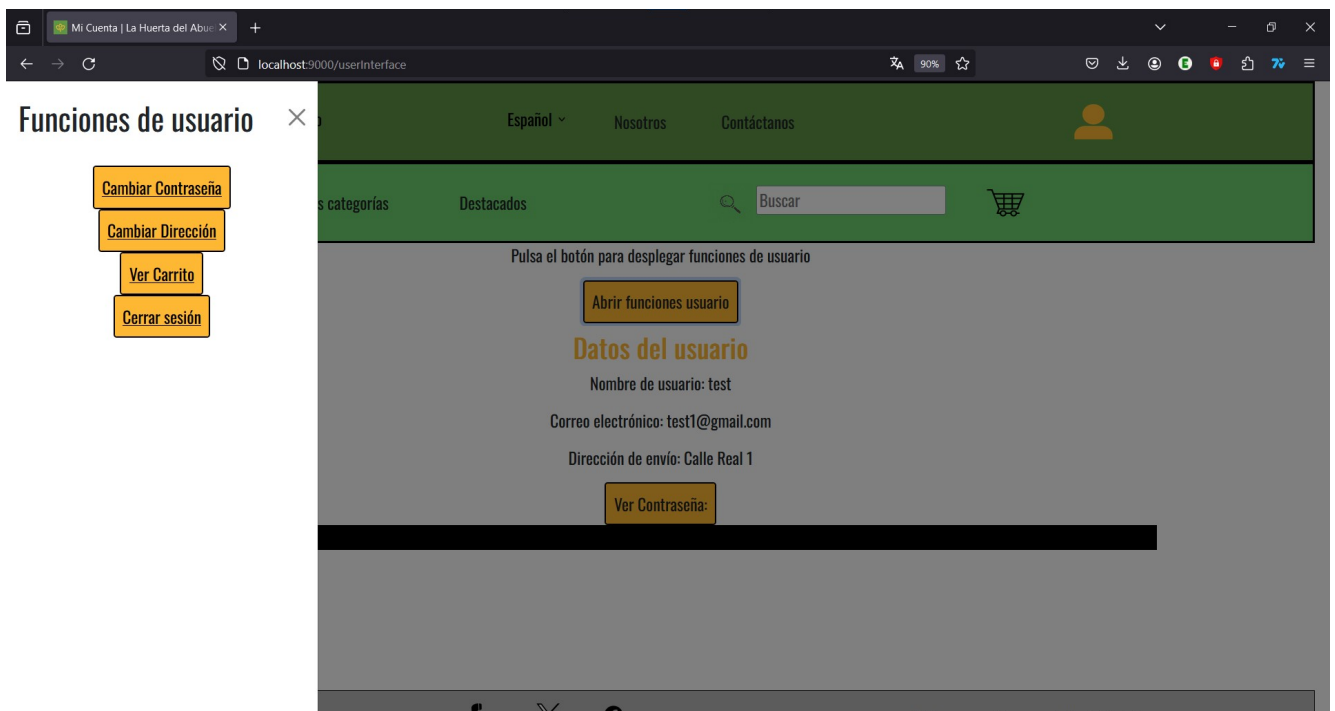 Mi Cuenta | La Huerta del Abue
localhost:9000/userInterface
90%
Funciones de usuario
Español
Nosotros
Contáctanos
Cambiar Contraseña
Cambiar Dirección
Ver Carrito
Cerrar sesión
s categorías
Destacados
Buscar
Pulsa el botón para desplegar funciones de usuario
Abrir funciones usuario
Datos del usuario
Nombre de usuario: test
Correo electrónico: test1@gmail.com
Dirección de envío: Calle Real 1
Ver Contraseña: